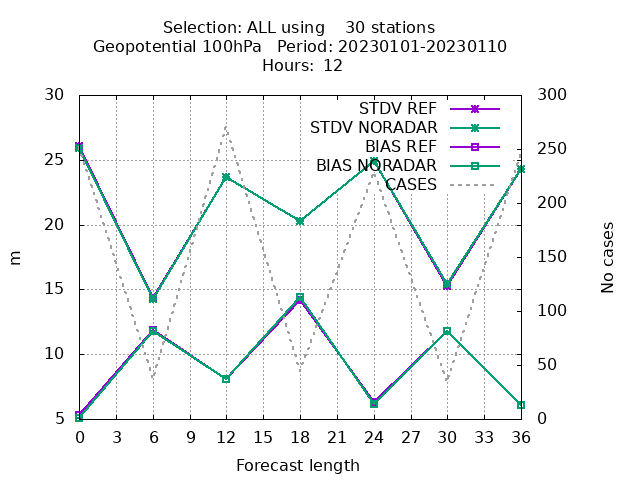 Selection: ALL using    30 stations
Geopotential 100hPa   Period: 20230101-20230110
Hours:  12
30
25
20
15
10
5
m
STDV REF
STDV NORADAR
BIAS REF
BIAS NORADAR
CASES
300
250
200
150
100
50
0
No cases
0 3 6 9 12 15 18 21 24 27 30 33 36
Forecast length